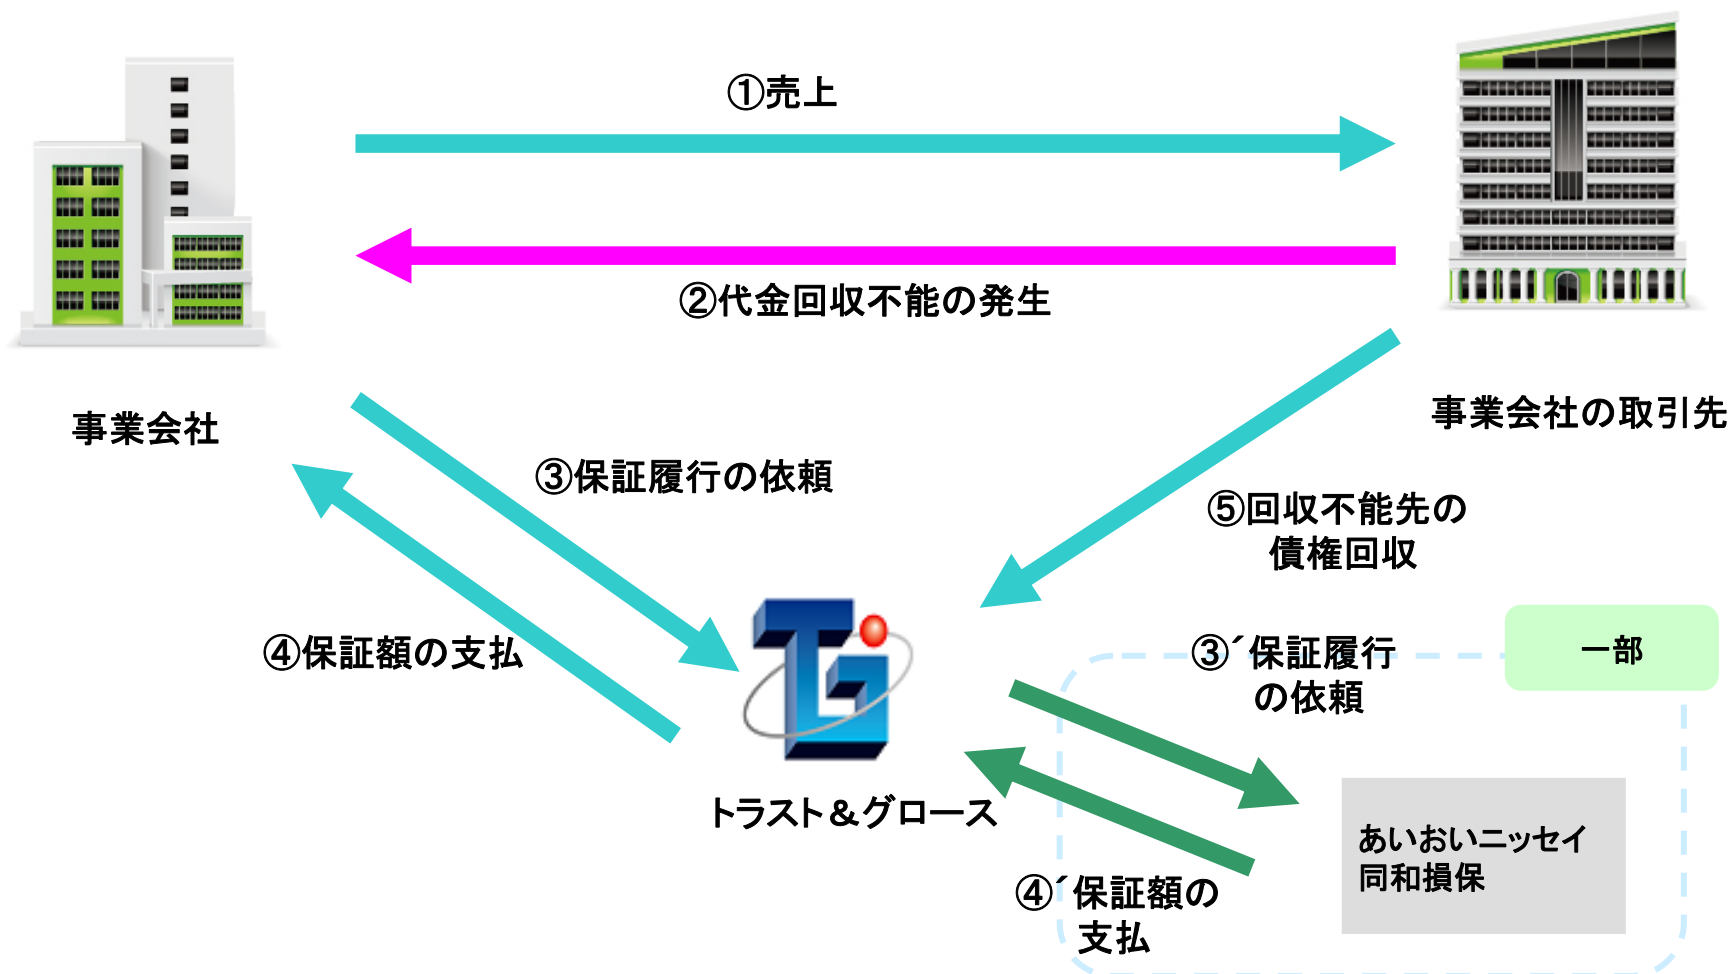 ①売上
②代金回収不能の発生
事業会社
事業会社の取引先
③保証履行の依頼
⑤回収不能先の
債権回収
④保証額の支払
③´保証履行
の依頼
一部
トラスト＆グロース
あいおいニッセイ
同和損保
④´保証額の
支払